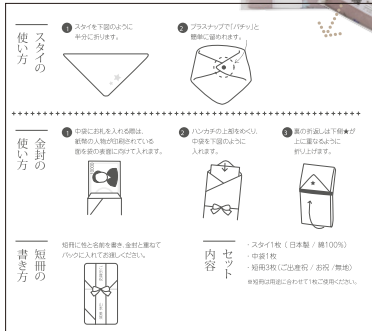 スタイの
使い方
1 スタイを下図のように
半分に折ります。
2 プラスナップで「パチッ」と
簡単に留めれます。
金封の
使い方
1 中袋にお札を入れる際は、
紙幣の人物が印刷されている
面を袋の表面に向けて入れます。
2 ハンカチの上部をめくり、
中袋を下図のように
入れます。
3 裏の折返しは下側★が
上に重なるように
折り上げます。
短冊の
書き方
短冊に姓と名前を書き、金封と重ねて
パックに入れてお渡しください。
セット
内容
・スタイ1枚（日本製 / 綿100%）
・中袋1枚
・短冊3枚（ご出産祝 / お祝 /無地）
※短冊は用途に合わせて1枚ご使用ください。